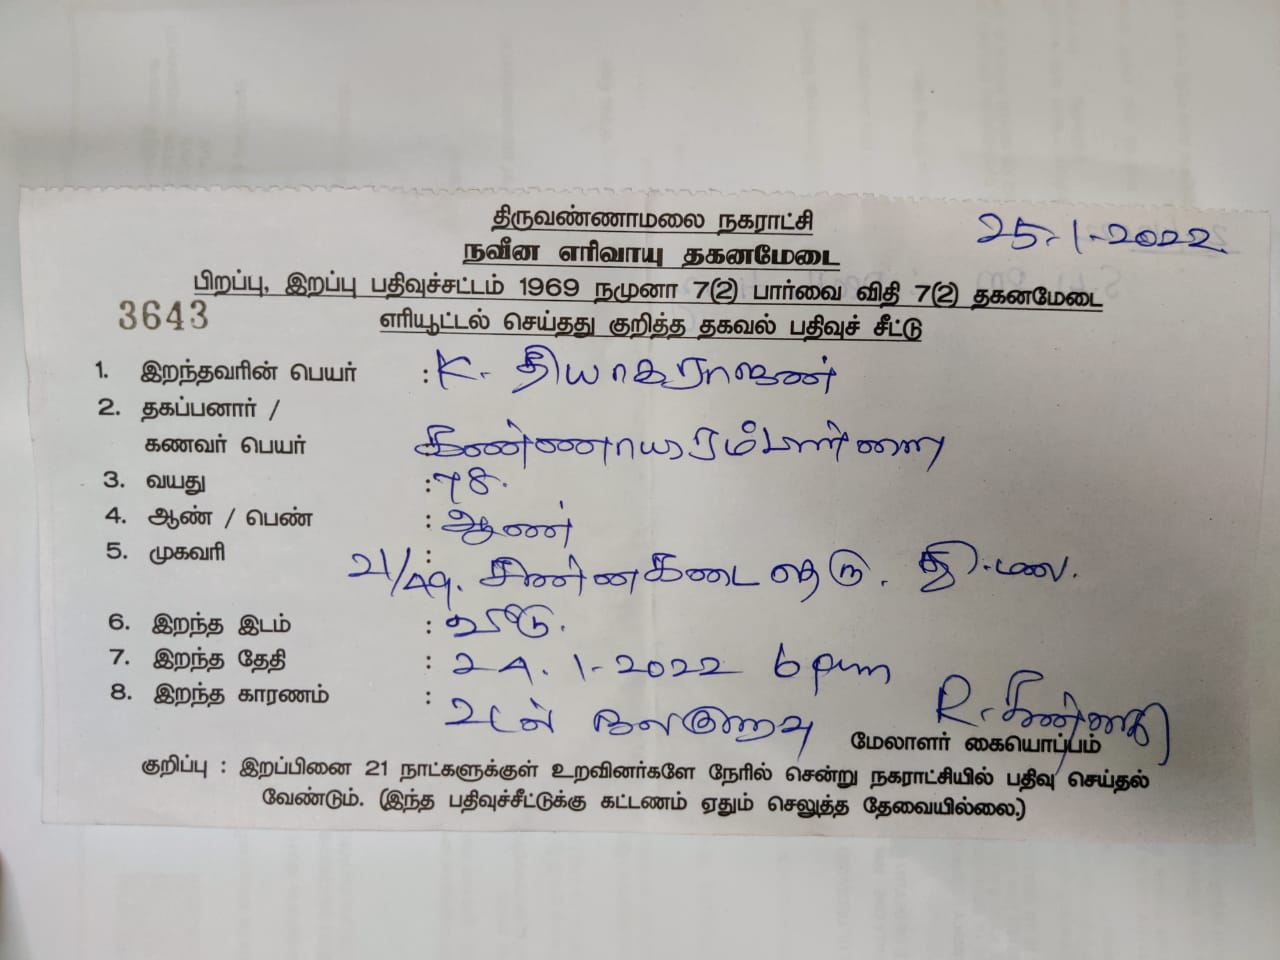 திருவண்ணாமலை நகராட்சி
25-1-2022
நவீன எரிவாயு தகனமேடை
பிறப்பு, இறப்பு பதிவுச்சட்டம் 1969 நமுனா 7(2) பார்வை விதி 7(2) தகனமேடை
3643
எரியூட்டல் செய்தது குறித்த தகவல் பதிவுச் சீட்டு
1. இறந்தவரின் பெயர் : K. தியாகராஜன்
2. தகப்பனார் /
கணவர் பெயர்
3. வயது : 78.
4. ஆண் / பெண் : ஆண்
5. முகவரி : 21/49. சின்னகடை தெரு. தி.மலை.
6. இறந்த இடம் : வீடு.
7. இறந்த தேதி : 24.1-2022 6 pm
8. இறந்த காரணம் : உடல் நலகுறைவு
R.
மேலாளர் கையொப்பம்
குறிப்பு : இறப்பினை 21 நாட்களுக்குள் உறவினர்களே நேரில் சென்று நகராட்சியில் பதிவு செய்தல்
வேண்டும். (இந்த பதிவுச்சீட்டுக்கு கட்டணம் ஏதும் செலுத்த தேவையில்லை.)